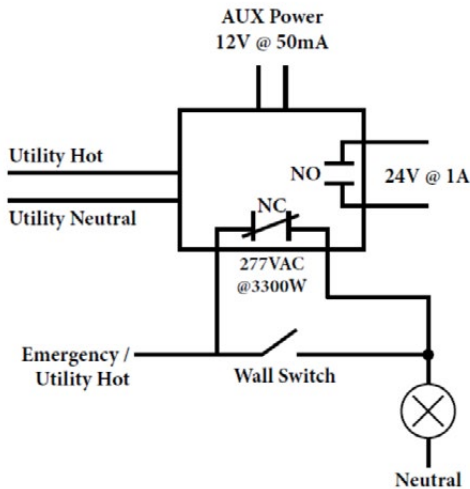 AUX Power
12V @ 50mA
Utility Hot
NO
24V @ 1A
Utility Neutral
NC
277VAC
@3300W
Emergency /
Utility Hot
Wall Switch
Neutral